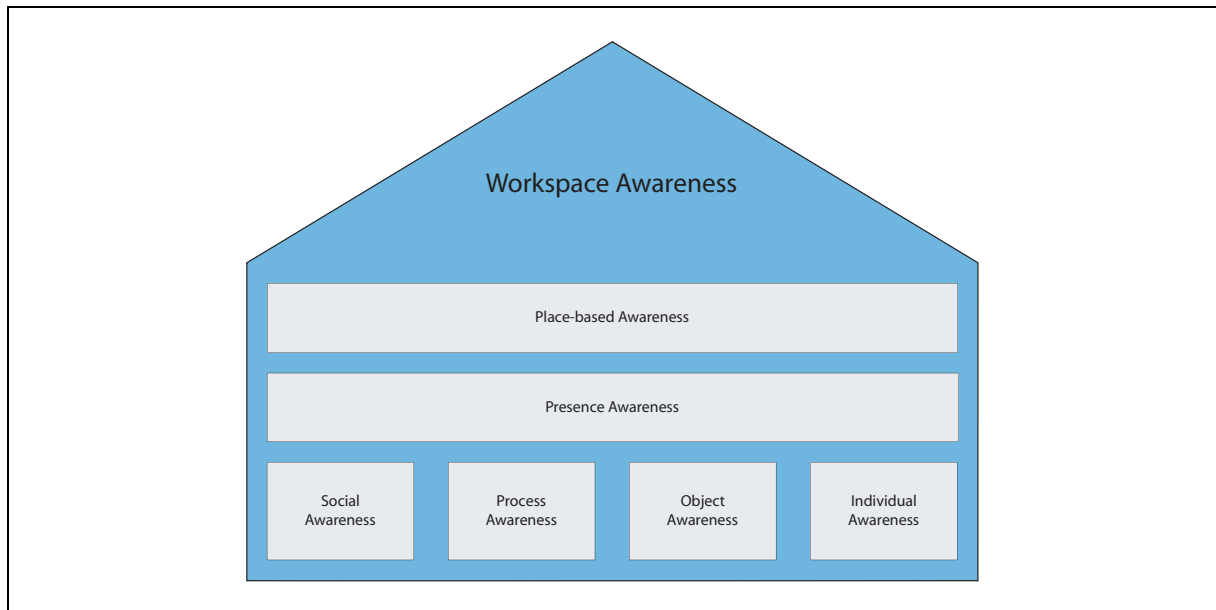 Workspace Awareness
Place-based Awareness
Presence Awareness
Social
Awareness
Process
Awareness
Object
Awareness
Individual
Awareness